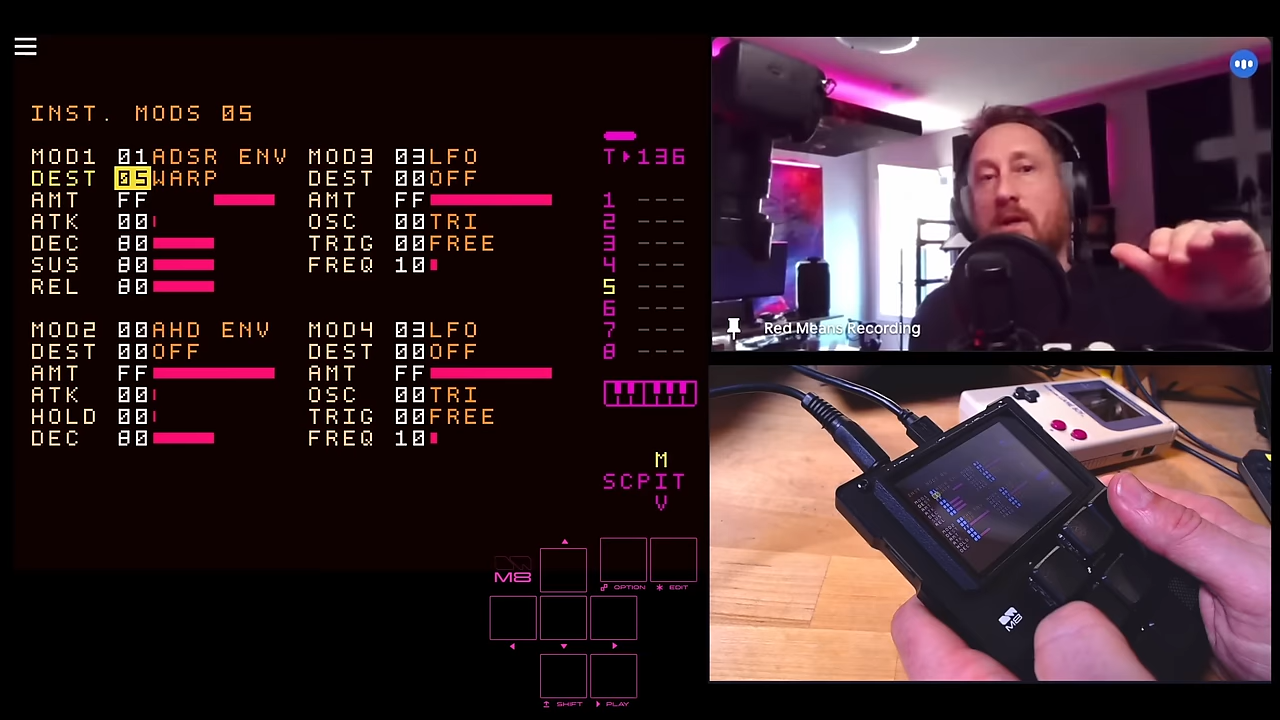 INST. MODS 05
MOD1 01ADSR ENV MOD3 03LFO
DEST 05WARP DEST 00OFF
AMT FF AMT FF
ATK 00 OSC 00TRI
DEC 80 TRIG 00FREE
SUS 80 FREQ 10
REL 80
MOD2 00AHD ENV MOD4 03LFO
DEST 00OFF DEST 00OFF
AMT FF AMT FF
ATK 00 OSC 00TRI
HOLD 00 TRIG 00FREE
DEC 80 FREQ 10
T▸136
1 ---
2 ---
3 ---
4 ---
5 ---
6 ---
7 ---
8 ---
M
SCPIT
V
M8
OPTION EDIT
SHIFT PLAY
Red Means Recording
M8